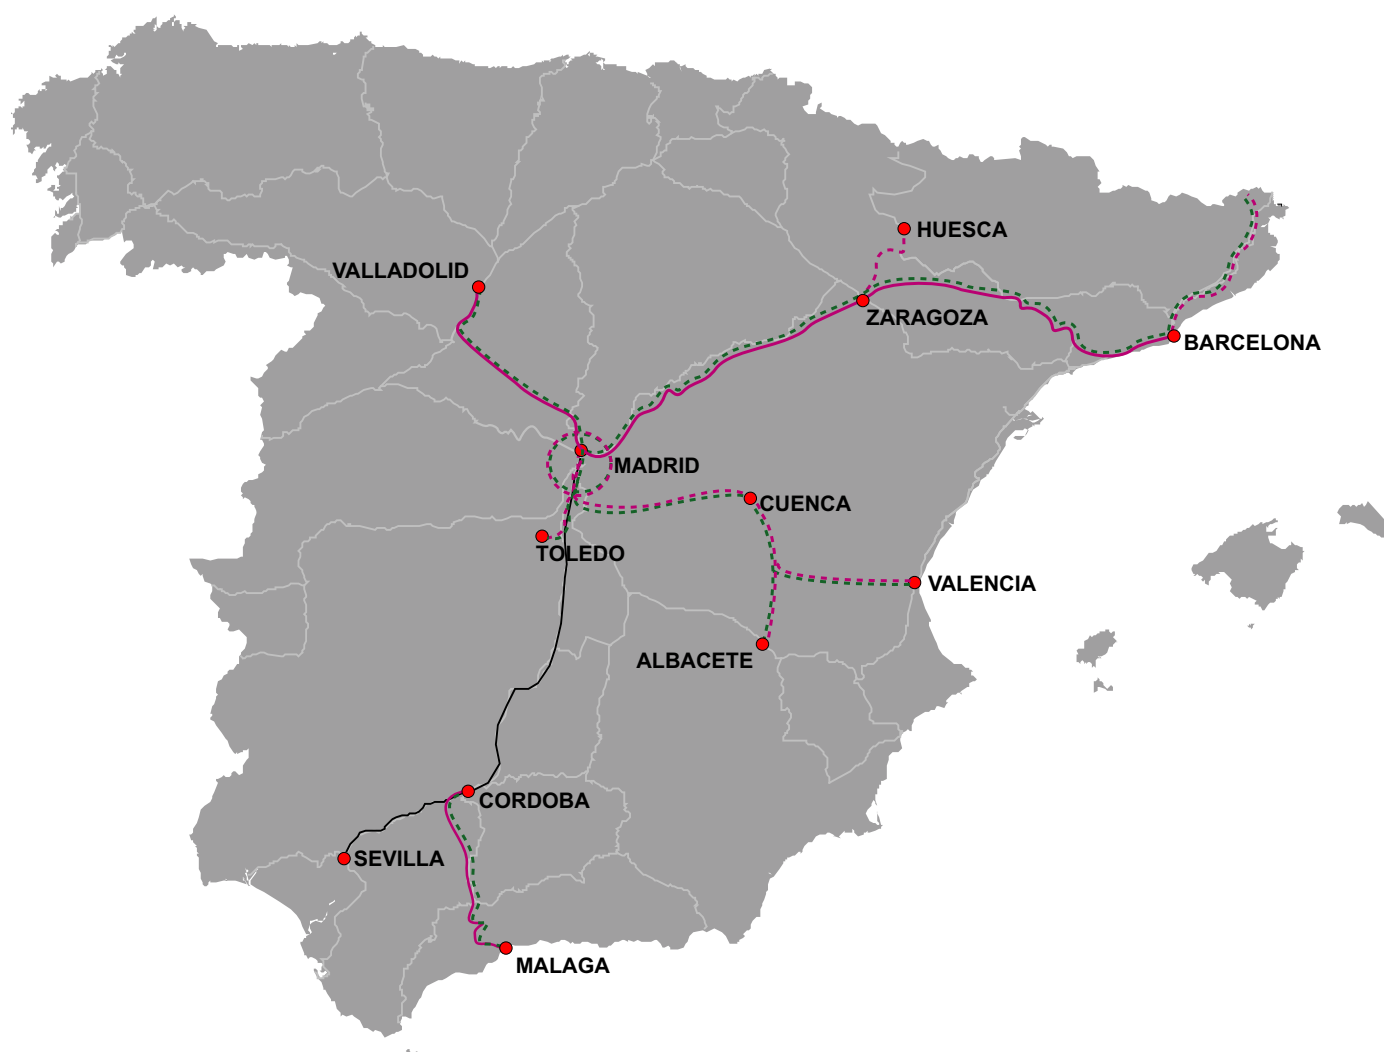 HUESCA
VALLADOLID
ZARAGOZA
BARCELONA
MADRID
CUENCA
TOLEDO
VALENCIA
ALBACETE
CORDOBA
SEVILLA
MALAGA